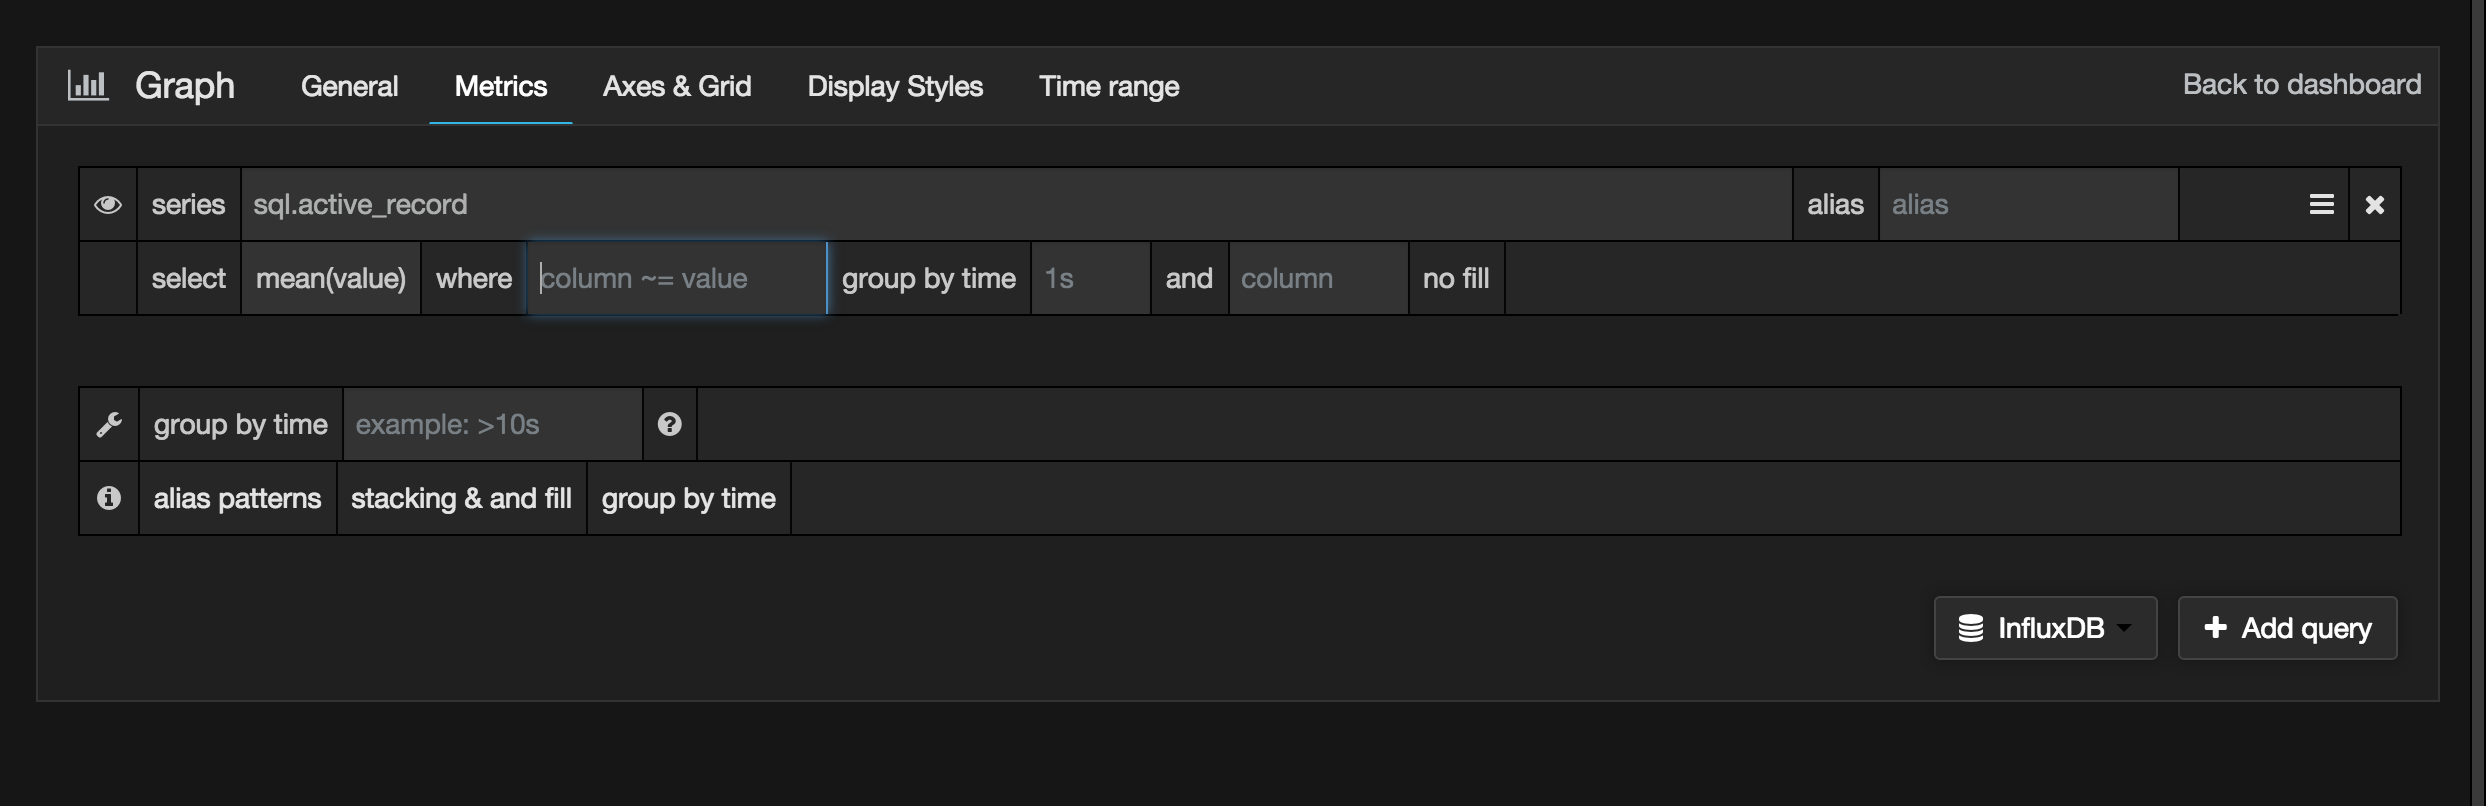 Graph General Metrics Axes & Grid Display Styles Time range Back to dashboard
series sql.active_record alias alias
select mean(value) where column ~= value group by time 1s and column no fill
group by time example: >10s
alias patterns stacking & and fill group by time
InfluxDB Add query